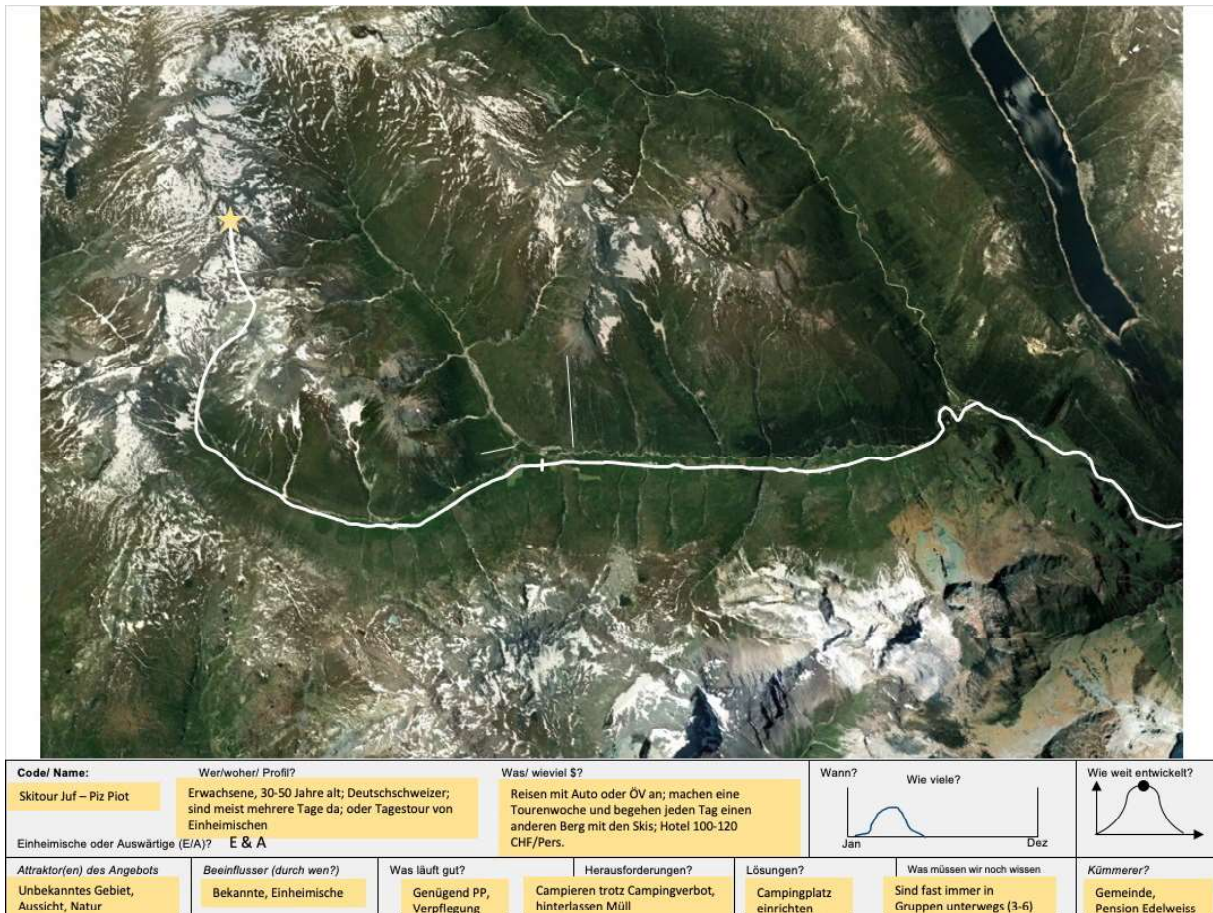 Code/ Name:
Skitour Juf – Piz Piot
Einheimische oder Auswärtige (E/A)? E & A
Wer/woher/ Profil?
Erwachsene, 30-50 Jahre alt; Deutschschweizer;
sind meist mehrere Tage da; oder Tagestour von
Einheimischen
Was/ wieviel $?
Reisen mit Auto oder ÖV an; machen eine
Tourenwoche und begehen jeden Tag einen
anderen Berg mit den Skis; Hotel 100-120
CHF/Pers.
Wann?
Wie viele?
Jan
Dez
Wie weit entwickelt?
Attraktor(en) des Angebots
Unbekanntes Gebiet,
Aussicht, Natur
Beeinflusser (durch wen?)
Bekannte, Einheimische
Was läuft gut?
Genügend PP,
Verpflegung
Herausforderungen?
Campieren trotz Campingverbot,
hinterlassen Müll
Lösungen?
Campingplatz
einrichten
Was müssen wir noch wissen
Sind fast immer in
Gruppen unterwegs (3-6)
Kümmerer?
Gemeinde,
Pension Edelweiss